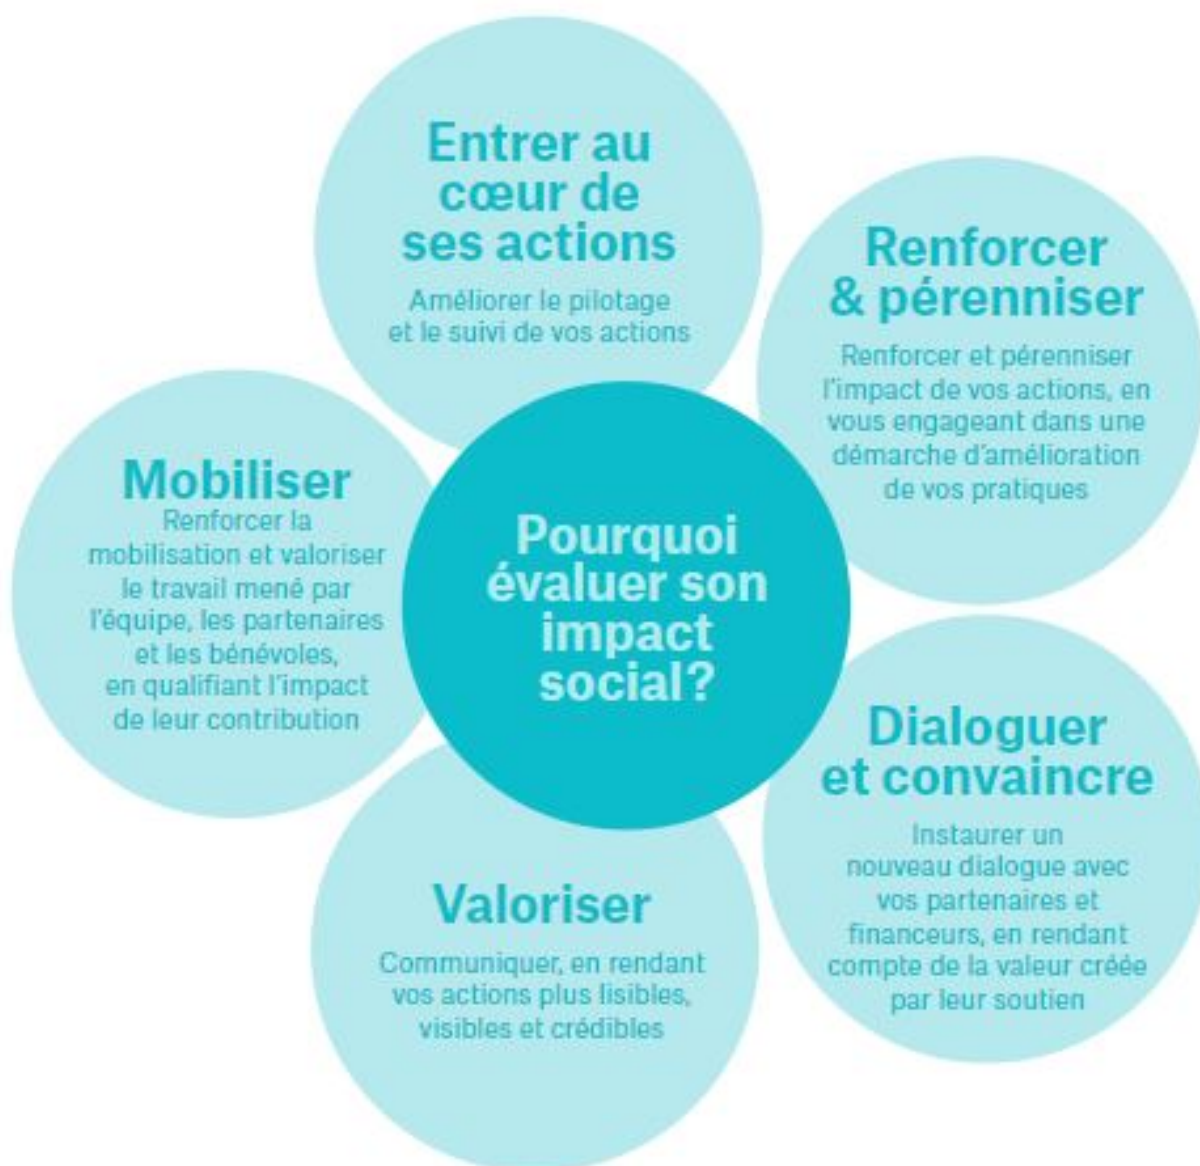 Entrer au
cœur de
ses actions
Améliorer le pilotage
et le suivi de vos actions
Renforcer
& pérenniser
Renforcer et pérenniser
l'impact de vos actions, en
vous engageant dans une
démarche d'amélioration
de vos pratiques
Mobiliser
Renforcer la
mobilisation et valoriser
le travail mené par
l'équipe, les partenaires
et les bénévoles,
en qualifiant l'impact
de leur contribution
Pourquoi
évaluer son
impact
social?
Dialoguer
et convaincre
Instaurer un
nouveau dialogue avec
vos partenaires et
financeurs, en rendant
compte de la valeur créée
par leur soutien
Valoriser
Communiquer, en rendant
vos actions plus lisibles,
visibles et crédibles